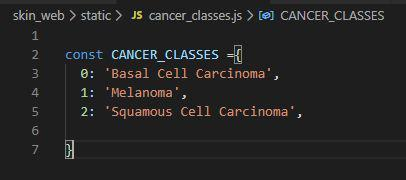 skin_web > static > JS cancer_classes.js > CANCER_CLASSES
1
2 const CANCER_CLASSES ={
3 0: 'Basal Cell Carcinoma',
4 1: 'Melanoma',
5 2: 'Squamous Cell Carcinoma',
6
7 }